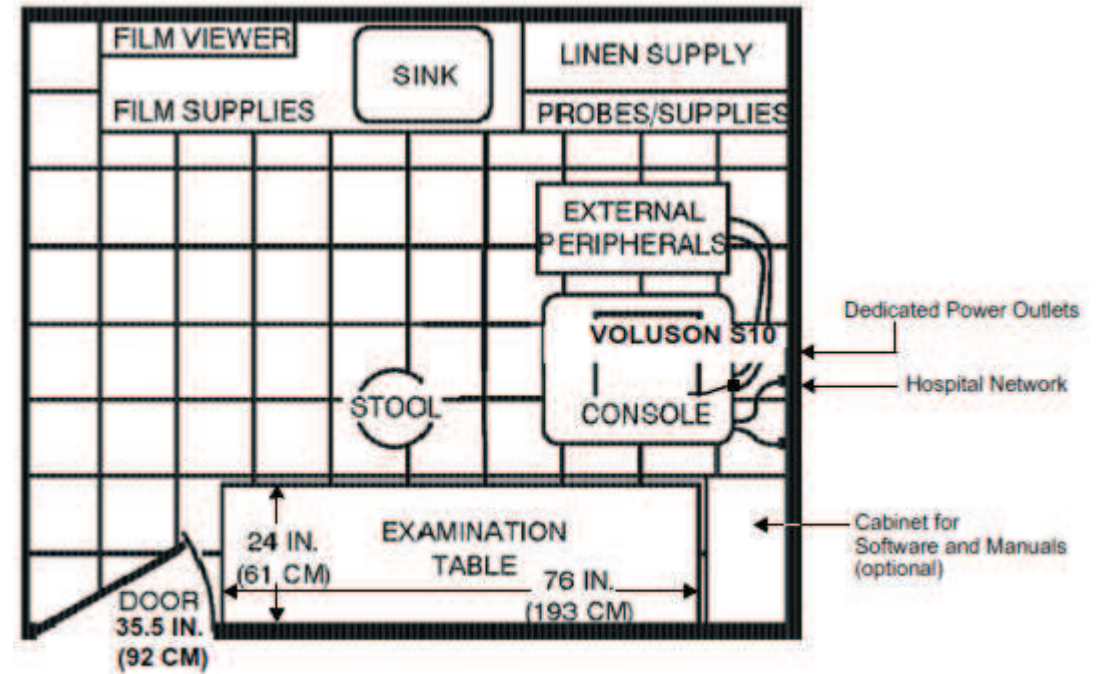 FILM VIEWER
SINK
LINEN SUPPLY
FILM SUPPLIES
PROBES/SUPPLIES
EXTERNAL
PERIPHERALS
Dedicated Power Outlets
VOLUSON S10
Hospital Network
STOOL
CONSOLE
24 IN.
(61 CM)
EXAMINATION
TABLE
76 IN.
(193 CM)
Cabinet for
Software and Manuals
(optional)
DOOR
35.5 IN.
(92 CM)